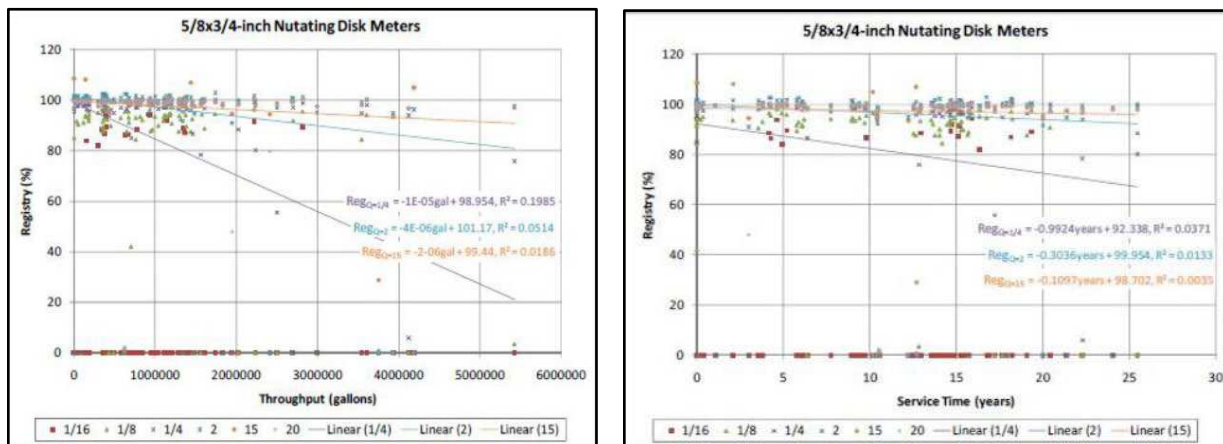 5/8x3/4-inch Nutating Disk Meters
120
100
80
60
40
20
0
Registry (%)
Reg Q=1/4 = -1E-05gal + 98.954, R² = 0.1985
Reg Q=2 = -4E-06gal + 101.17, R² = 0.0514
Reg Q=15 = -2-06gal + 99.44, R² = 0.0186
0 1000000 2000000 3000000 4000000 5000000 6000000
Throughput (gallons)
1/16 1/8 1/4 2 15 20 Linear (1/4) Linear (2) Linear (15)
5/8x3/4-inch Nutating Disk Meters
120
100
80
60
40
20
0
Registry (%)
Reg Q=1/4 = -0.9924years + 92.338, R² = 0.0371
Reg Q=2 = -0.3036years + 99.954, R² = 0.0133
Reg Q=15 = -0.1097years + 98.702, R² = 0.0035
0 5 10 15 20 25 30
Service Time (years)
1/16 1/8 1/4 2 15 20 Linear (1/4) Linear (2) Linear (15)